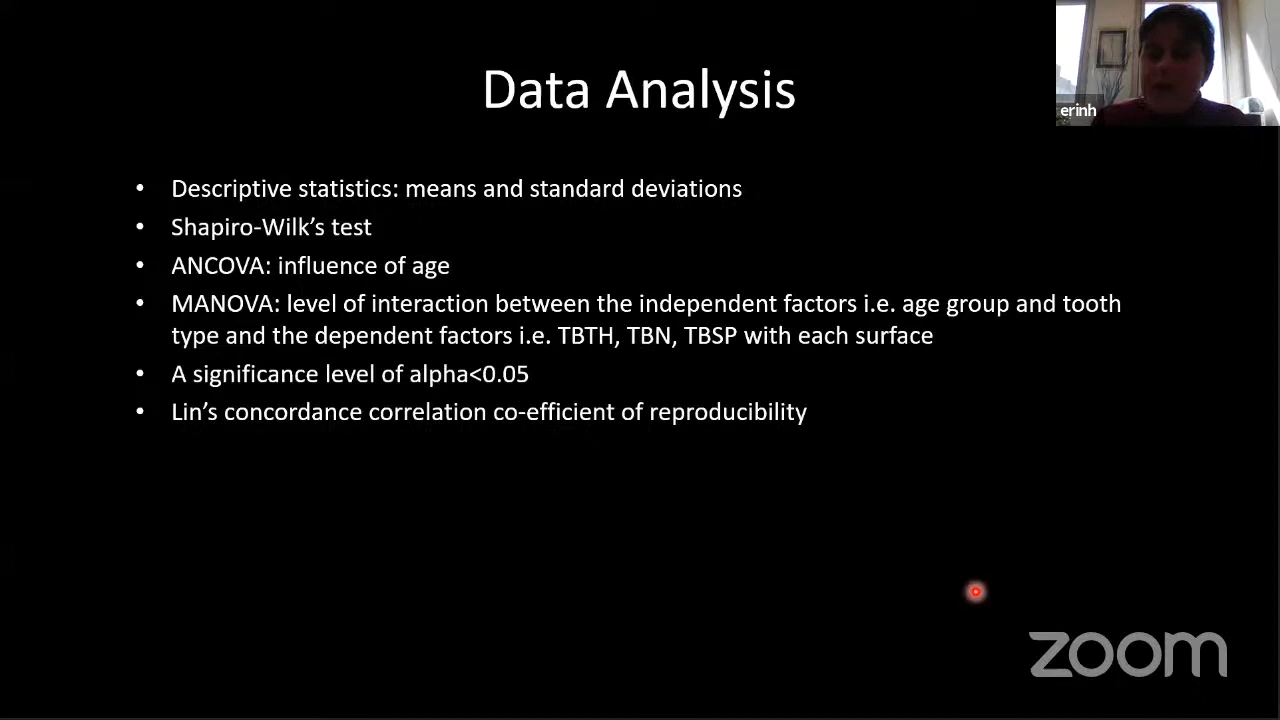 Data Analysis
erinh
• Descriptive statistics: means and standard deviations
• Shapiro-Wilk’s test
• ANCOVA: influence of age
• MANOVA: level of interaction between the independent factors i.e. age group and tooth
type and the dependent factors i.e. TBTH, TBN, TBSP with each surface
• A significance level of alpha<0.05
• Lin’s concordance correlation co-efficient of reproducibility
zoom